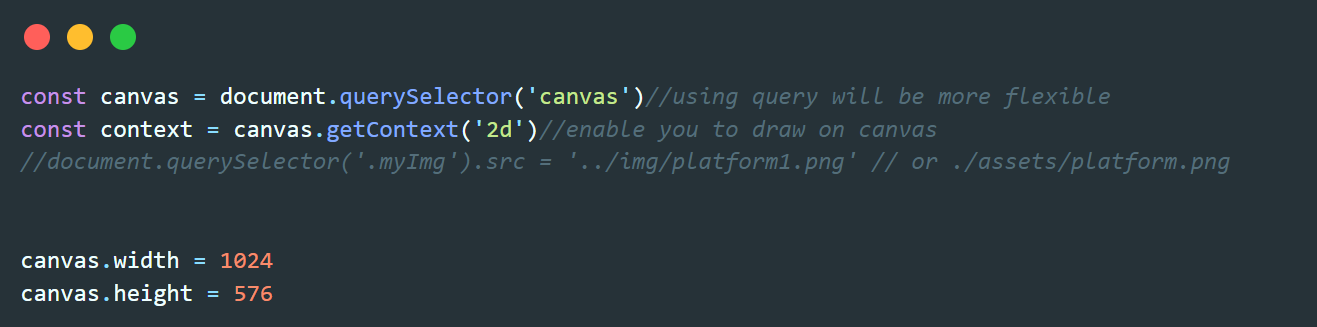 const canvas = document.querySelector('canvas')//using query will be more flexible
const context = canvas.getContext('2d')//enable you to draw on canvas
//document.querySelector('.myImg').src = '../img/platform1.png' // or ./assets/platform.png
canvas.width = 1024
canvas.height = 576